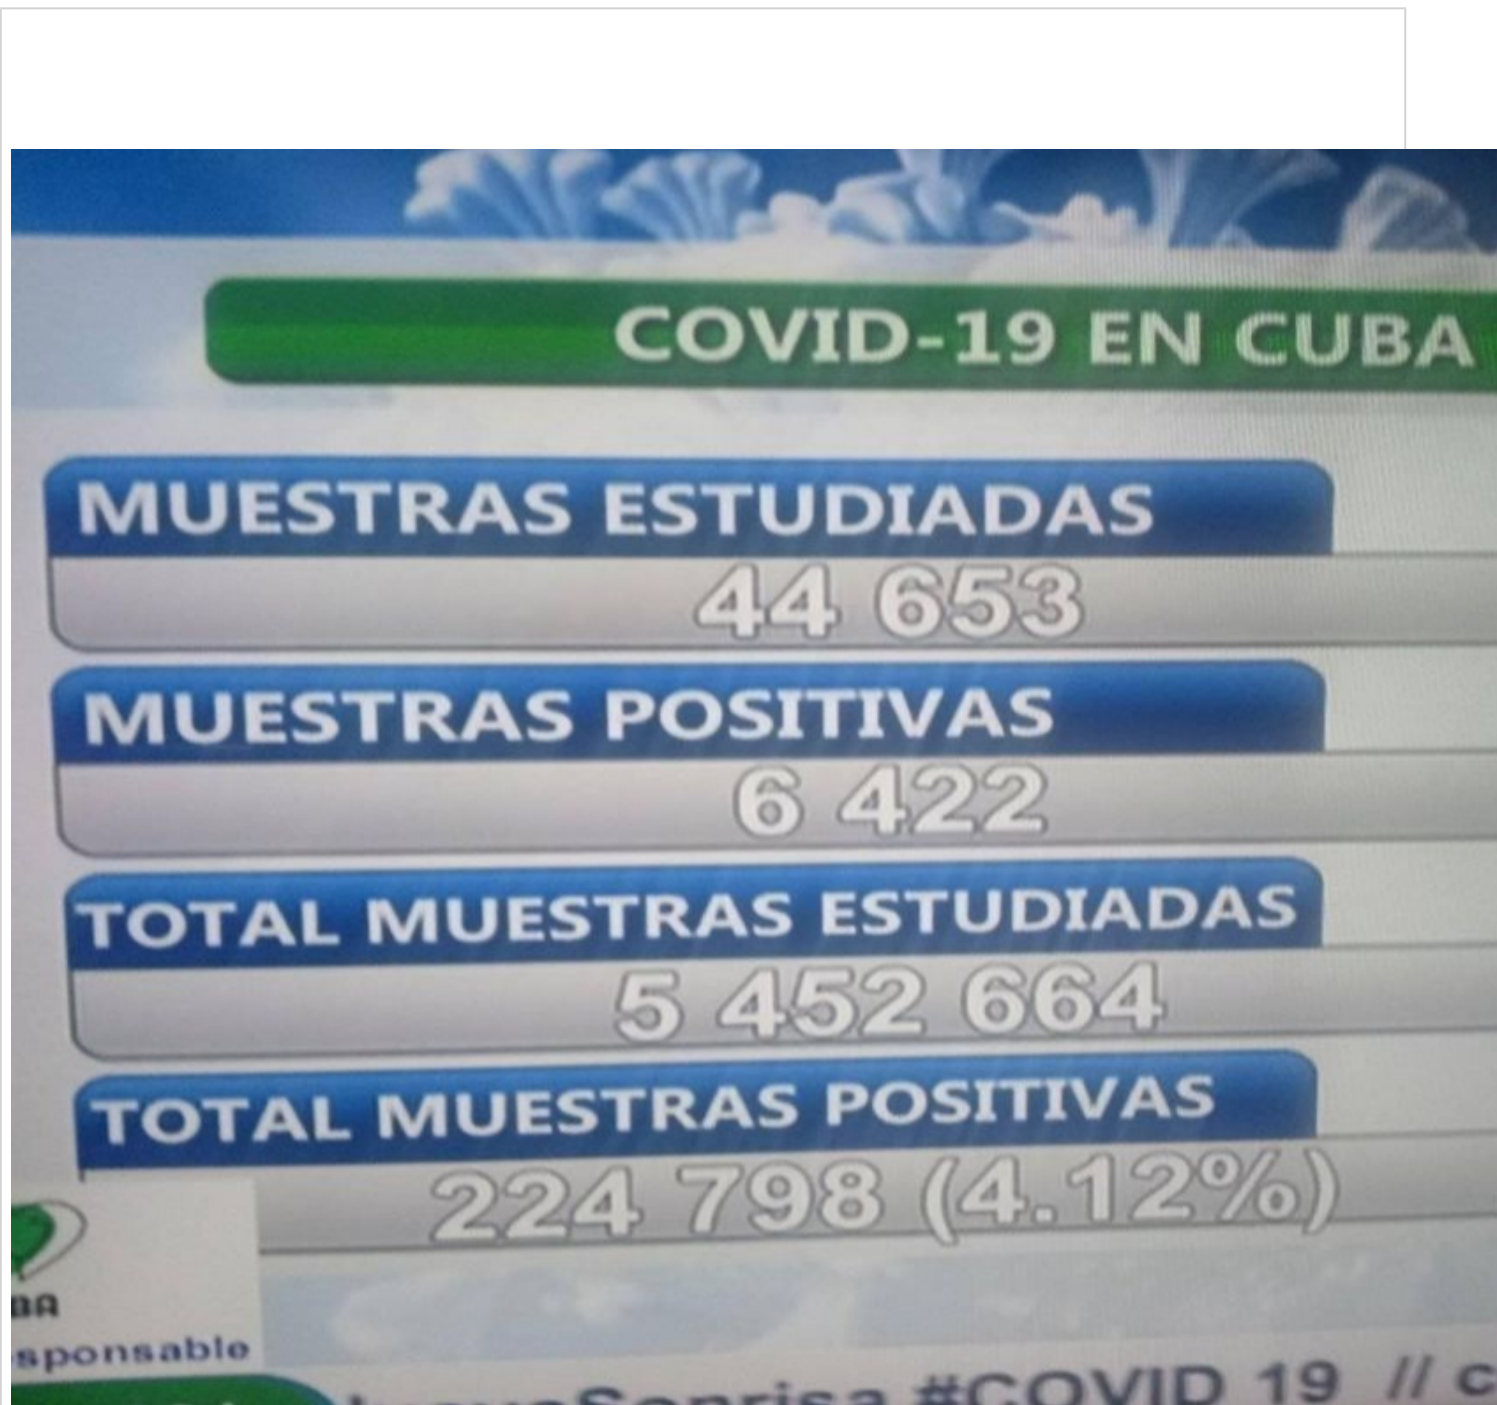 COVID-19 EN CUBA
MUESTRAS ESTUDIADAS
44 653
MUESTRAS POSITIVAS
6 422
TOTAL MUESTRAS ESTUDIADAS
5 452 664
TOTAL MUESTRAS POSITIVAS
224 798 (4.12%)
sponsable
#COVID 19 // c